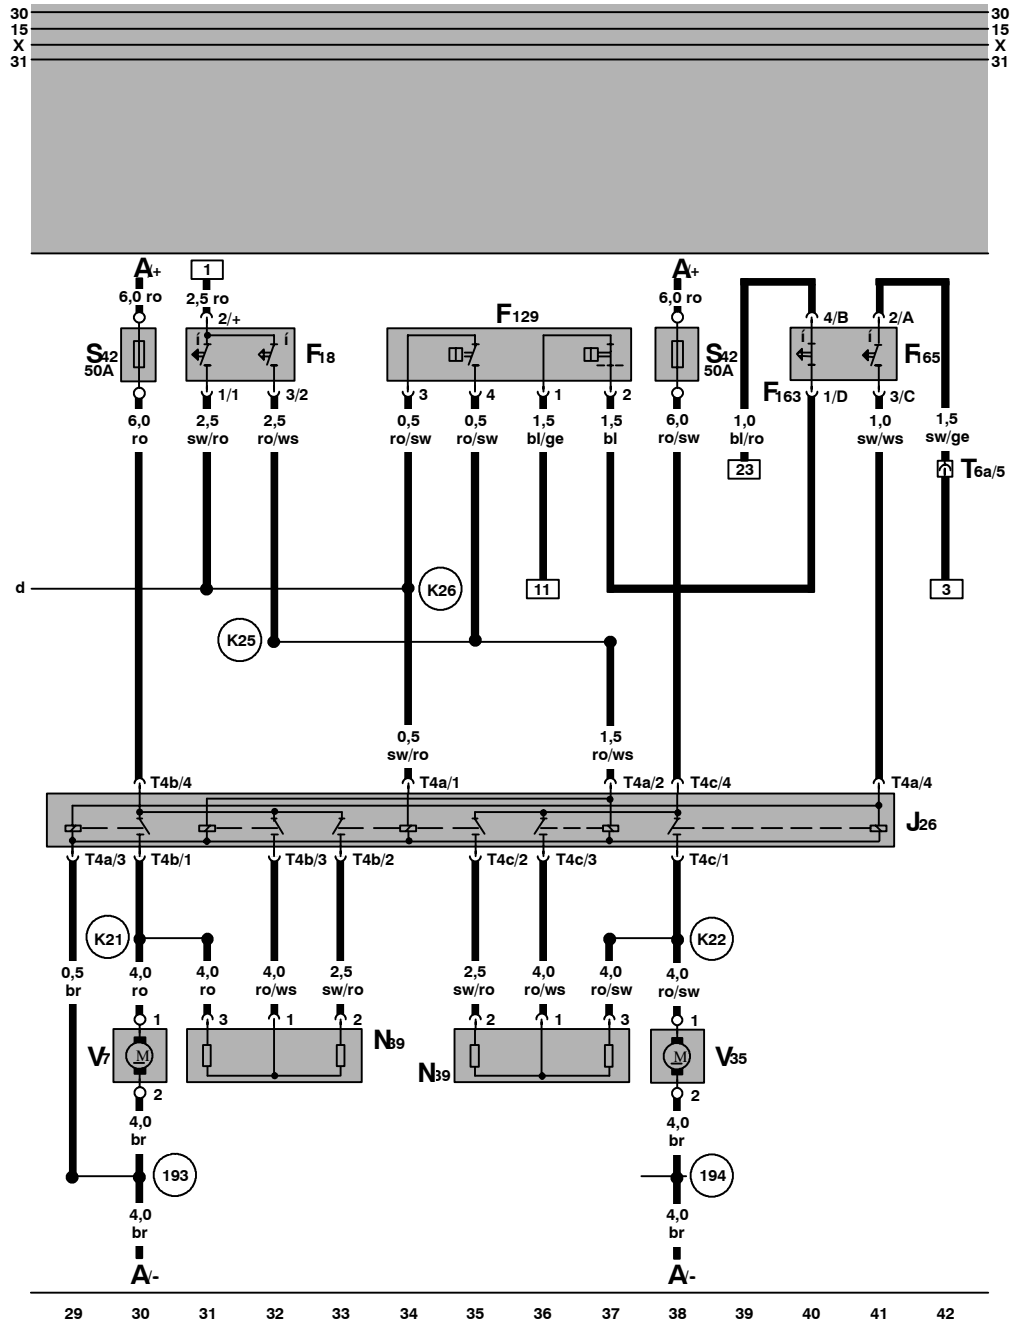 30 30
15 15
X X
31 31
A/+ 1 A/+
6,0 ro 2,5 ro 6,0 ro
2/+ F129 4/B 2/A
S42 50A F18 S42 50A F165
1/1 3/2 3 4 1 2 F163 1/D 3/C
6,0 2,5 2,5 0,5 0,5 1,5 1,5 6,0 1,0 1,0 1,5
ro sw/ro ro/ws ro/sw ro/sw bl/ge bl ro/sw bl/ro sw/ws sw/ge
23 T6a/5
d K26 11 3
K25
0,5 1,5
sw/ro ro/ws
T4b/4 T4a/1 T4a/2 T4c/4 T4a/4
J26
T4a/3 T4b/1 T4b/3 T4b/2 T4c/2 T4c/3 T4c/1
K21 K22
0,5 4,0 4,0 4,0 2,5 2,5 4,0 4,0 4,0
br ro ro ro/ws sw/ro sw/ro ro/ws ro/sw ro/sw
1 3 1 2 2 1 3 1
V7 M N39 N39 M V35
2 2
4,0 4,0
br br
193 194
4,0 4,0
br br
A/- A/-
29 30 31 32 33 34 35 36 37 38 39 40 41 42